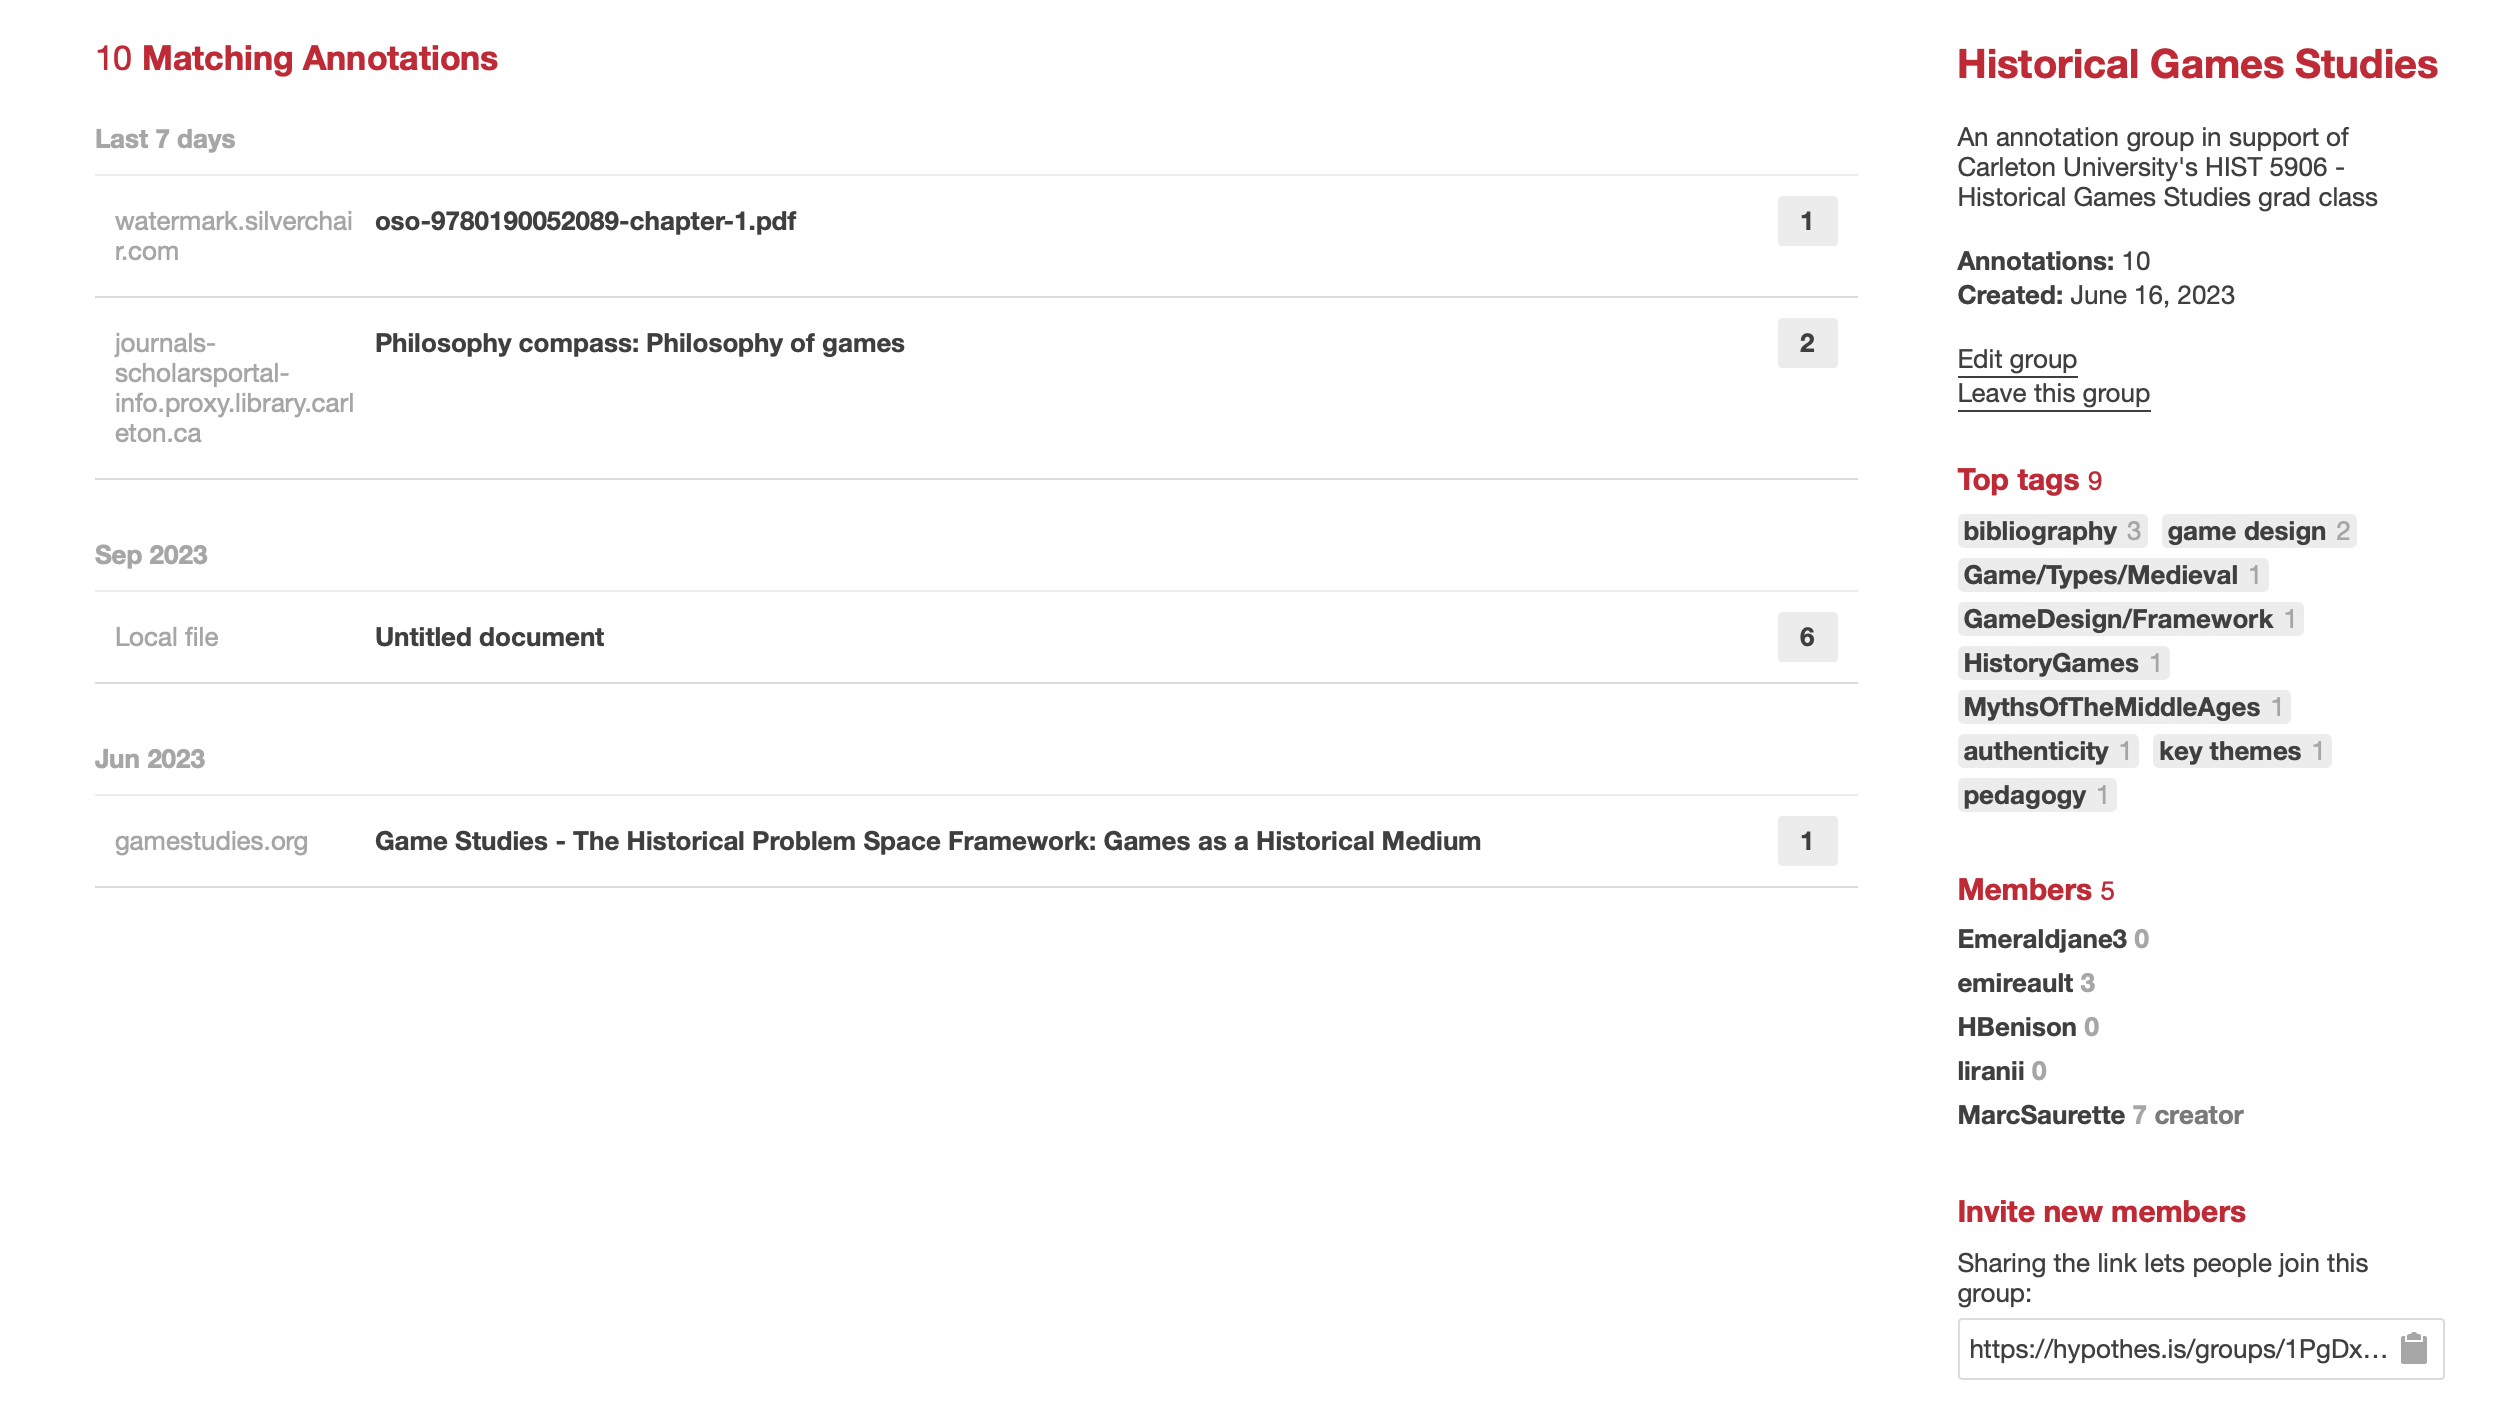 10 Matching Annotations
Last 7 days
watermark.silverchai
r.com
oso-9780190052089-chapter-1.pdf
1
journals-
scholarsportal-
info.proxy.library.carl
eton.ca
Philosophy compass: Philosophy of games
2
Sep 2023
Local file
Untitled document
6
Jun 2023
gamestudies.org
Game Studies - The Historical Problem Space Framework: Games as a Historical Medium
1
Historical Games Studies
An annotation group in support of
Carleton University's HIST 5906 -
Historical Games Studies grad class
Annotations: 10
Created: June 16, 2023
Edit group
Leave this group
Top tags 9
bibliography 3 game design 2
Game/Types/Medieval 1
GameDesign/Framework 1
HistoryGames 1
MythsOfTheMiddleAges 1
authenticity 1 key themes 1
pedagogy 1
Members 5
Emeraldjane3 0
emireault 3
HBenison 0
liranii 0
MarcSaurette 7 creator
Invite new members
Sharing the link lets people join this
group:
https://hypothes.is/groups/1PgDx...